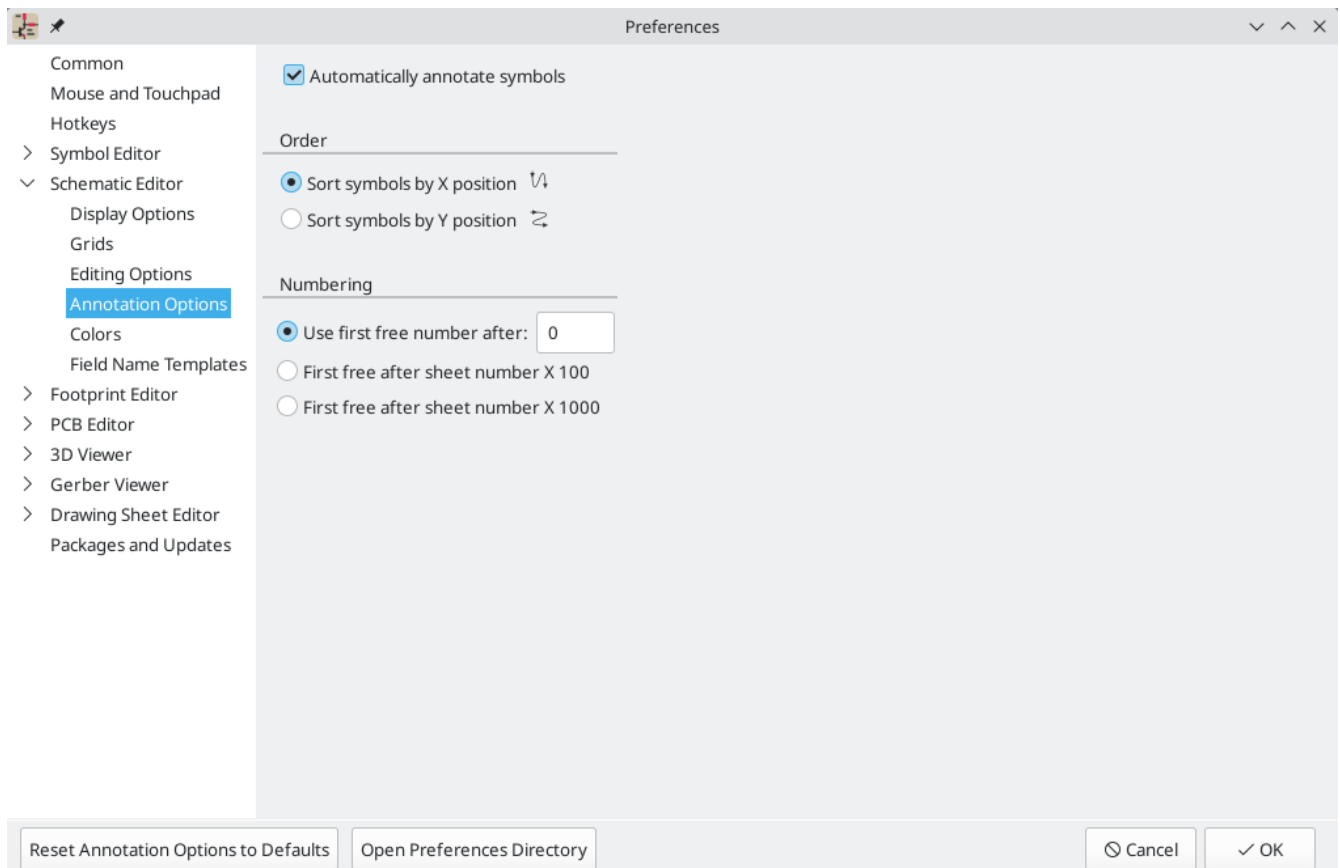 Preferences
Common
Mouse and Touchpad
Hotkeys
Symbol Editor
Schematic Editor
Display Options
Grids
Editing Options
Annotation Options
Colors
Field Name Templates
Footprint Editor
PCB Editor
3D Viewer
Gerber Viewer
Drawing Sheet Editor
Packages and Updates
Automatically annotate symbols
Order
Sort symbols by X position
Sort symbols by Y position
Numbering
Use first free number after: 0
First free after sheet number X 100
First free after sheet number X 1000
Reset Annotation Options to Defaults
Open Preferences Directory
Cancel
OK